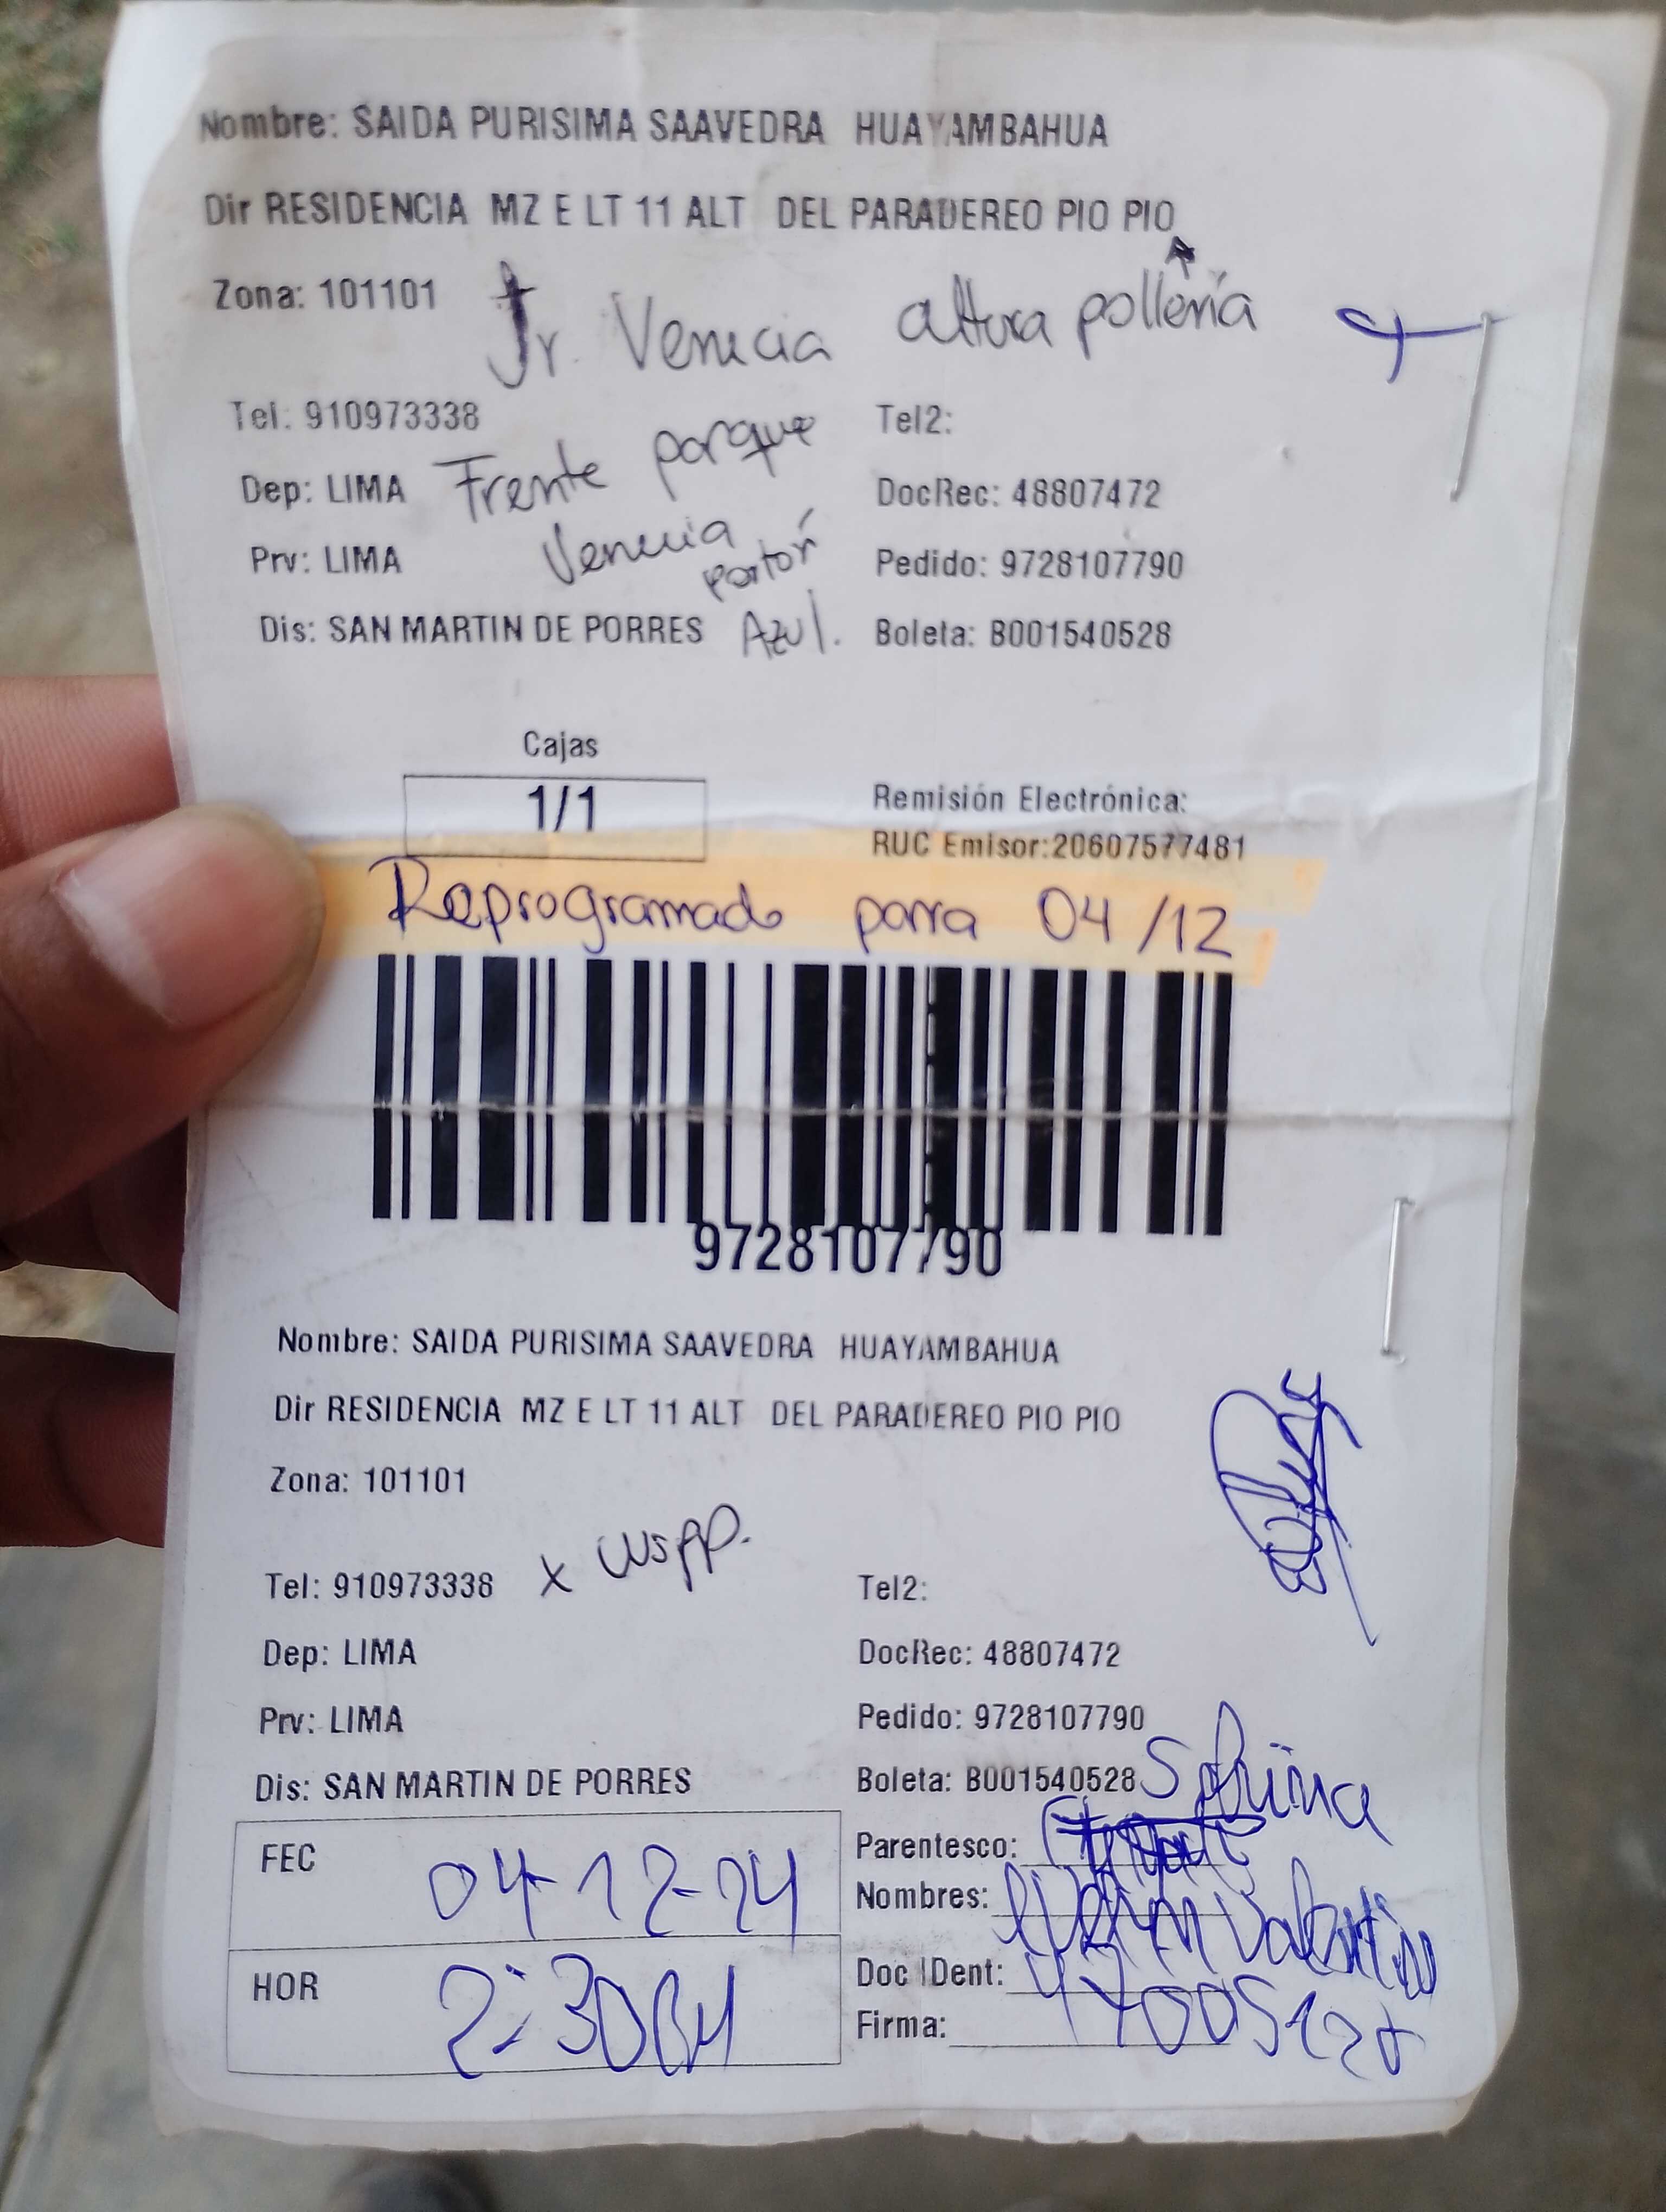 Nombre: SAIDA PURISIMA SAAVEDRA HUAYAMBAHUA
Dir RESIDENCIA MZ E LT 11 ALT DEL PARADEREO PIO PIO
Zona: 101101
Jr. Venecia altura pollería
Tel: 910973338 Tel2:
Frente parque
Dep: LIMA DocRec: 48807472
Venecia
Prv: LIMA portón Pedido: 9728107790
Dis: SAN MARTIN DE PORRES Azul. Boleta: B001540528
Cajas
1/1
Remisión Electrónica:
RUC Emisor:20607577481
Reprogramado para 04/12
9728107790
Nombre: SAIDA PURISIMA SAAVEDRA HUAYAMBAHUA
Dir RESIDENCIA MZ E LT 11 ALT DEL PARADEREO PIO PIO
Zona: 101101
Tel: 910973338 x wspp. Tel2:
Dep: LIMA DocRec: 48807472
Prv: LIMA Pedido: 9728107790
Dis: SAN MARTIN DE PORRES Boleta: B001540528
FEC 04-12-24
Parentesco:
Nombres:
HOR 2:30PM
Doc IDent:
Firma: